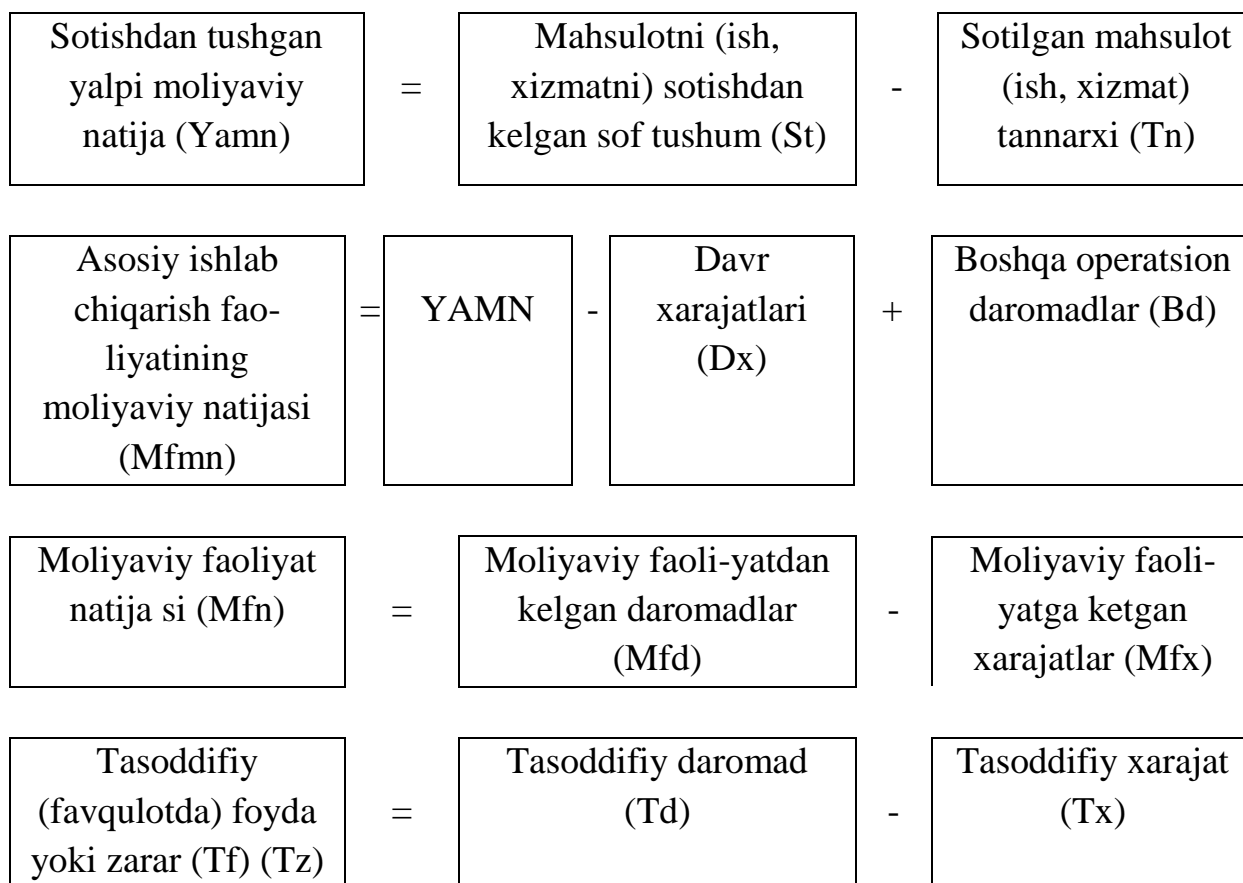 Sotishdan tushgan
yalpi moliyaviy
natija (Yamn)
=
Mahsulotni (ish,
xizmatni) sotishdan
kelgan sof tushum (St)
-
Sotilgan mahsulot
(ish, xizmat)
tannarxi (Tn)
Asosiy ishlab
chiqarish fao-
liyatining
moliyaviy natijasi
(Mfmn)
=
YAMN
-
Davr
xarajatlari
(Dx)
+
Boshqa operatsion
daromadlar (Bd)
Moliyaviy faoliyat
natija si (Mfn)
=
Moliyaviy faoli-yatdan
kelgan daromadlar
(Mfd)
-
Moliyaviy faoli-
yatga ketgan
xarajatlar (Mfx)
Tasoddifiy
(favqulotda) foyda
yoki zarar (Tf) (Tz)
=
Tasoddifiy daromad
(Td)
-
Tasoddifiy xarajat
(Tx)